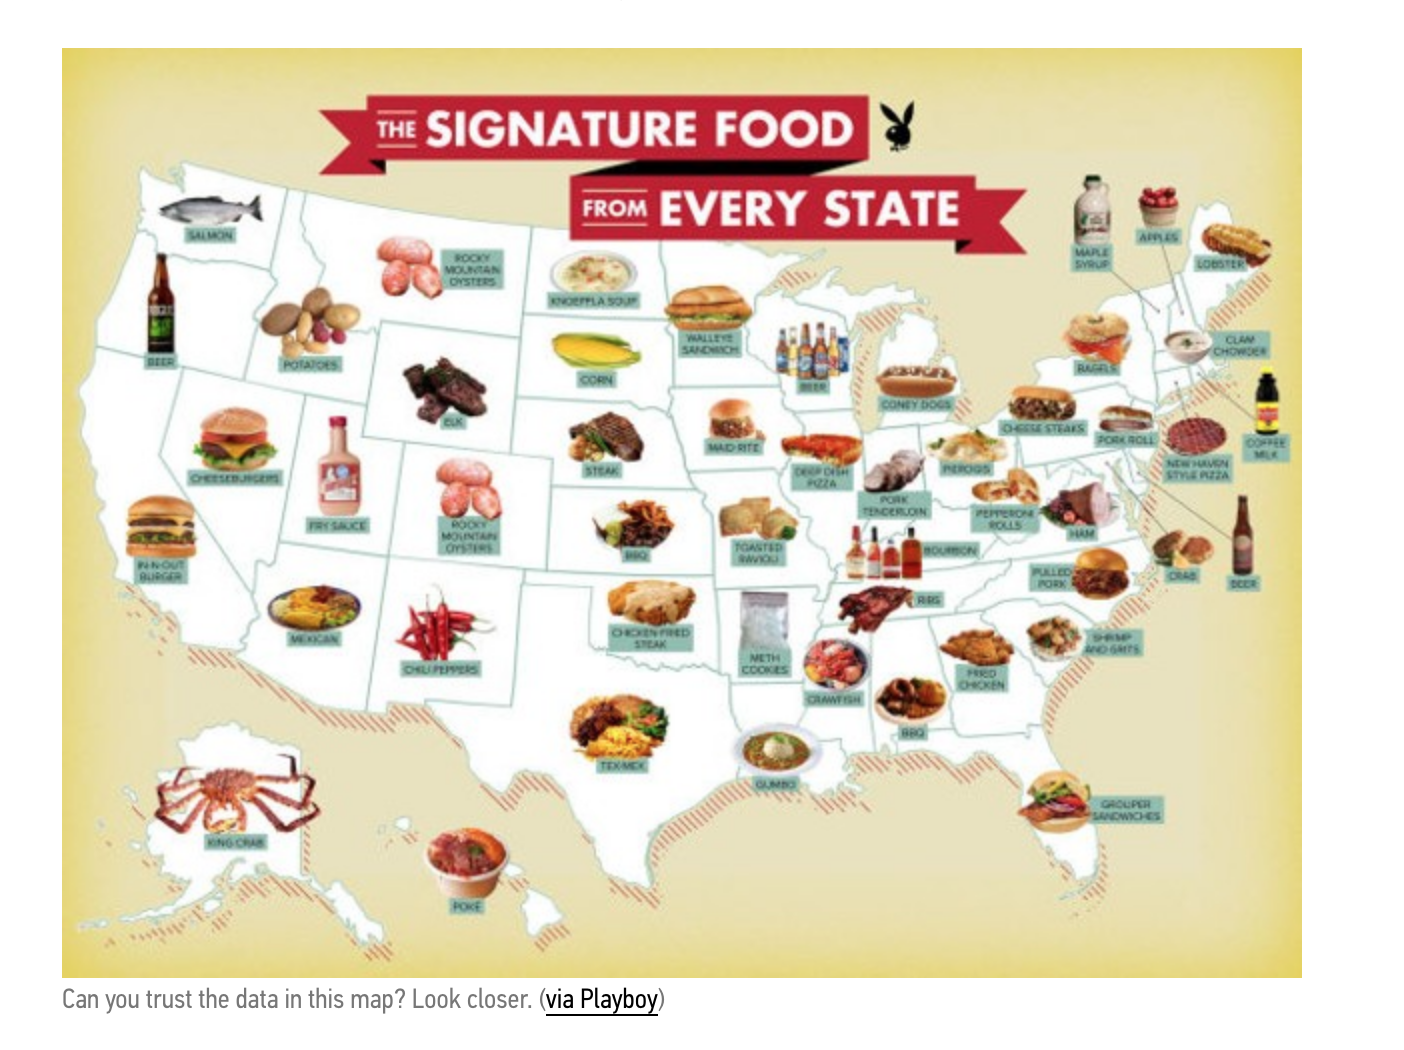 THE SIGNATURE FOOD
FROM EVERY STATE
SALMON
BEER
POTATOES
ROCKY
MOUNTAIN
OYSTERS
KNOEPFLA SOUP
WALLEYE
SANDWICH
BEER
CONEY DOGS
MAPLE
SYRUP
APPLES
LOBSTER
CLAM
CHOWDER
BAGELS
COFFEE
MILK
CHEESE STEAKS
PORK ROLL
NEW HAVEN
STYLE PIZZA
ELK
CORN
STEAK
MAID-RITE
DEEP DISH
PIZZA
PORK
TENDERLOIN
PIEROGIS
PEPPERONI
ROLLS
HAM
CRAB
BEER
CHEESEBURGERS
FRY SAUCE
ROCKY
MOUNTAIN
OYSTERS
BBQ
TOASTED
RAVIOLI
BOURBON
PULLED
PORK
IN-N-OUT
BURGER
MEXICAN
CHILI PEPPERS
CHICKEN-FRIED
STEAK
METH
COOKIES
RIBS
CRAWFISH
FRIED
CHICKEN
SHRIMP
AND GRITS
BBQ
TEX-MEX
GUMBO
GROUPER
SANDWICHES
KING CRAB
POKE
Can you trust the data in this map? Look closer. (via Playboy)